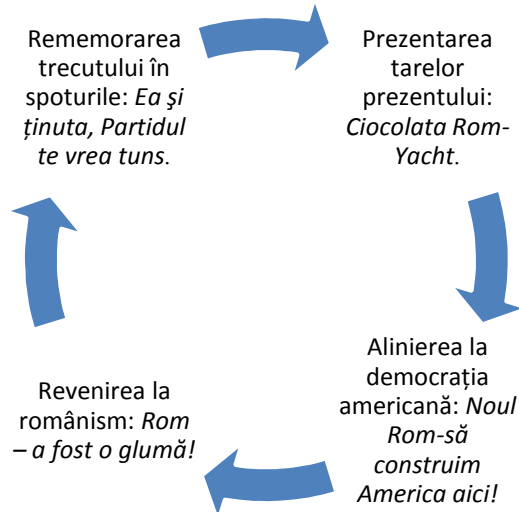 Rememorarea
trecutului în
spoturile: Ea şi
ținuta, Partidul
te vrea tuns.
Prezentarea
tarelor
prezentului:
Ciocolata Rom-
Yacht.
Alinierea la
democrația
americană: Noul
Rom-să
construim
America aici!
Revenirea la
românism: Rom
– a fost o glumă!